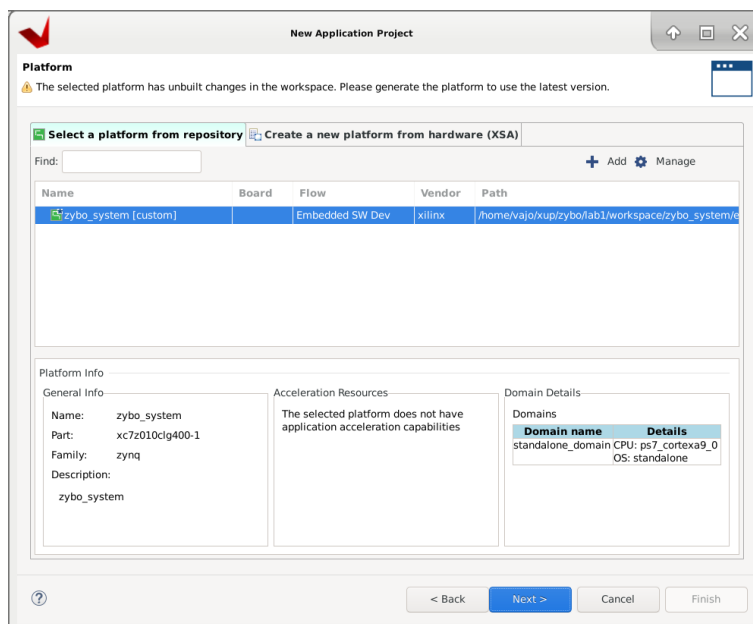 New Application Project
Platform
The selected platform has unbuilt changes in the workspace. Please generate the platform to use the latest version.
Select a platform from repository Create a new platform from hardware (XSA)
Find: Add Manage
Name Board Flow Vendor Path
zybo_system [custom] Embedded SW Dev xilinx /home/vajo/xup/zybo/lab1/workspace/zybo_system/e
Platform Info
General Info
Name: zybo_system
Part: xc7z010clg400-1
Family: zynq
Description:
zybo_system
Acceleration Resources
The selected platform does not have
application acceleration capabilities
Domain Details
Domains
Domain name Details
standalone_domain CPU: ps7_cortexa9_0
OS: standalone
? < Back Next > Cancel Finish